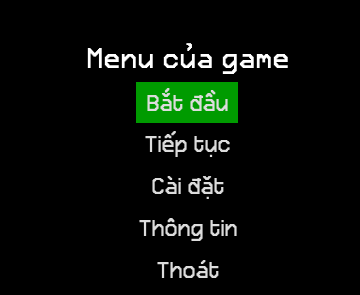 Menu của game
Bắt đầu
Tiếp tục
Cài đặt
Thông tin
Thoát